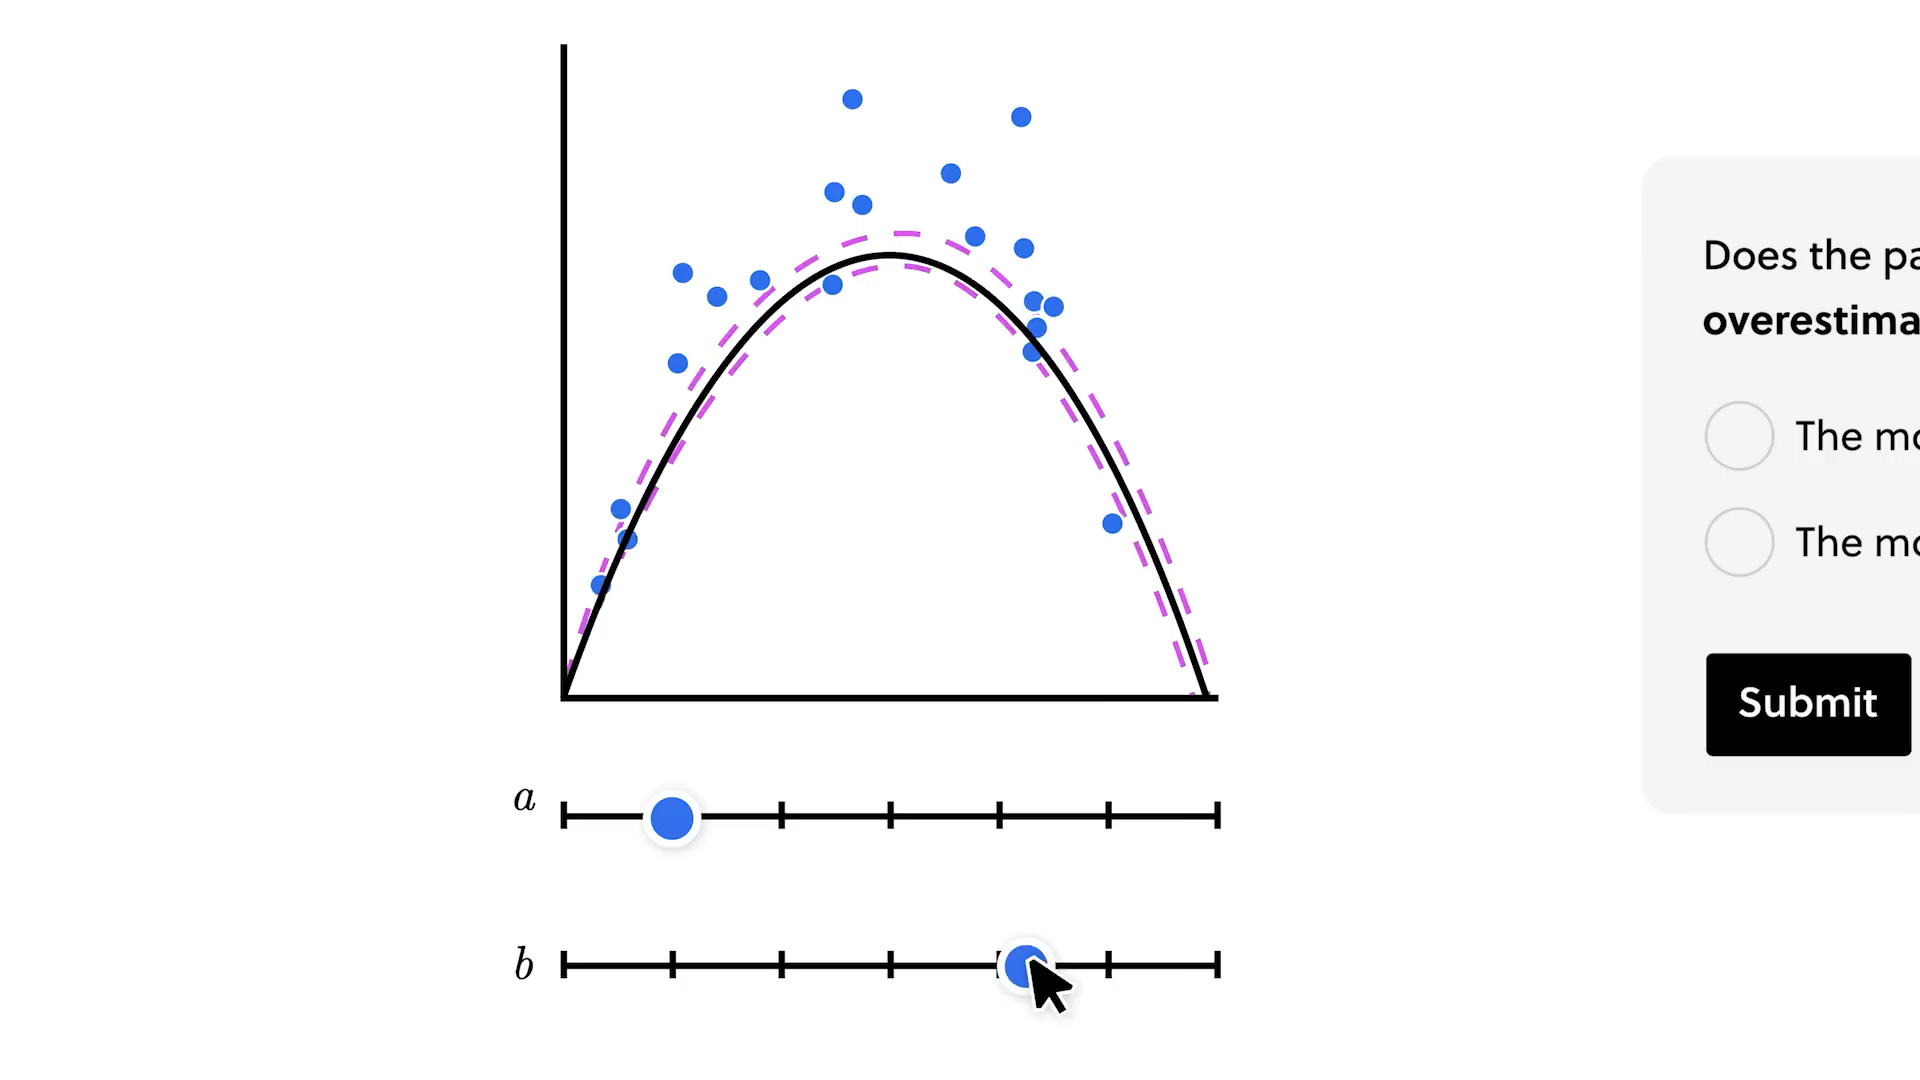 Does the pa
overestima
The mo
The mo
Submit
a
b